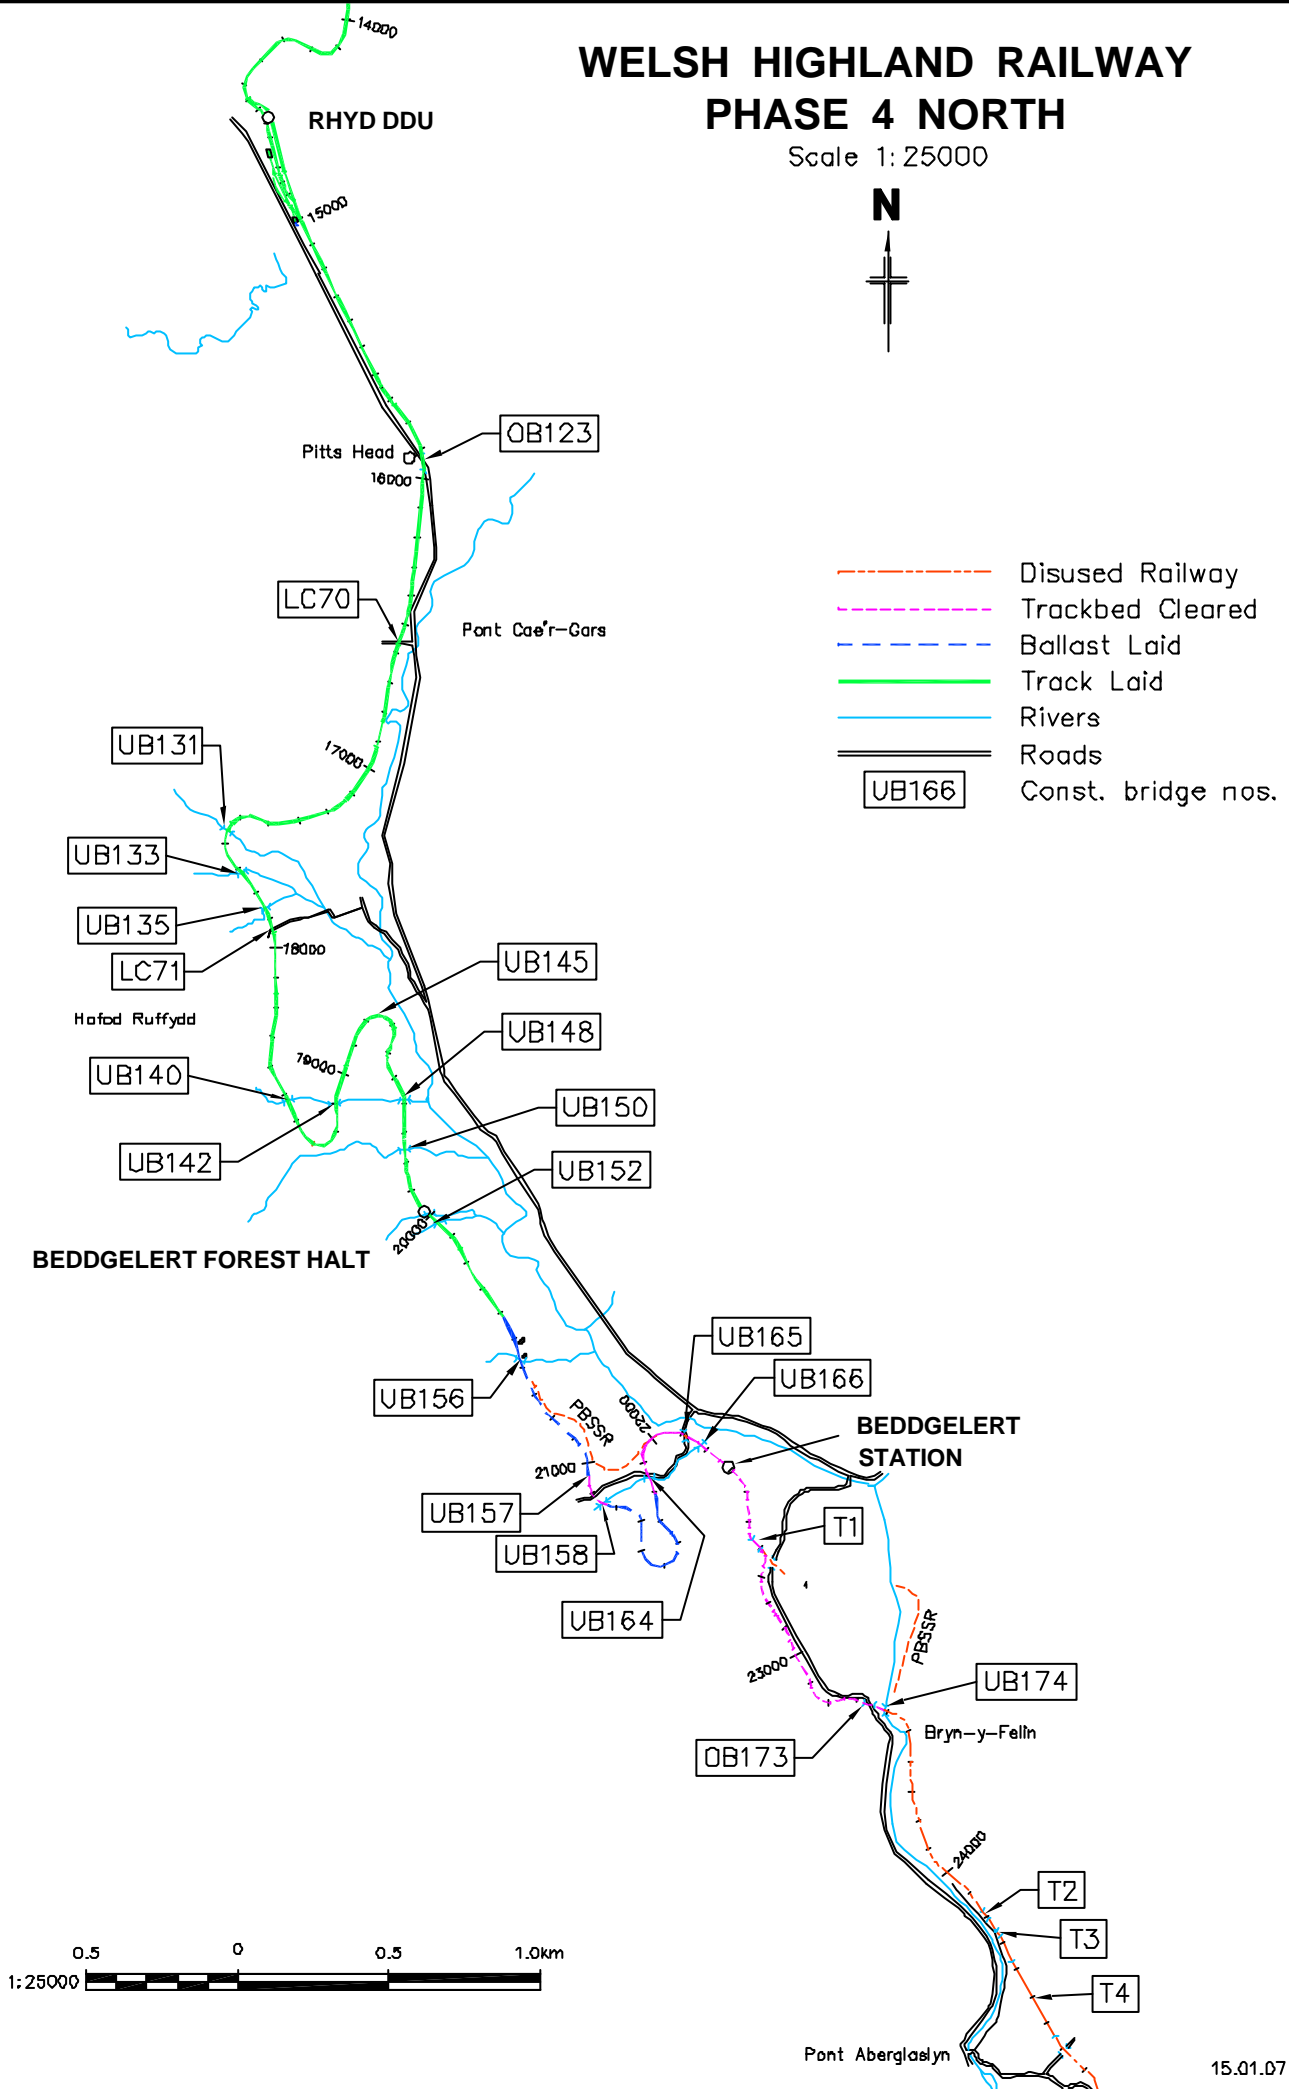 WELSH HIGHLAND RAILWAY
PHASE 4 NORTH
Scale 1:25000
N
14000
RHYD DDU
15000
OB123
Pitts Head
16000
LC70
Pont Cae'r-Gors
Disused Railway
Trackbed Cleared
Ballast Laid
Track Laid
Rivers
Roads
UB166 Const. bridge nos.
UB131
17000
UB133
UB135
18000
LC71
UB145
Hafod Ruffydd
UB148
19000
UB140
UB150
UB142
UB152
20000
BEDDGELERT FOREST HALT
UB165
UB166
UB156
PBSSR
22000
BEDDGELERT
STATION
21000
UB157
T1
UB158
UB164
PBSSR
23000
UB174
Bryn-y-Felin
OB173
24000
T2
T3
T4
0.5 0 0.5 1.0km
1:25000
Pont Aberglaslyn
15.01.07